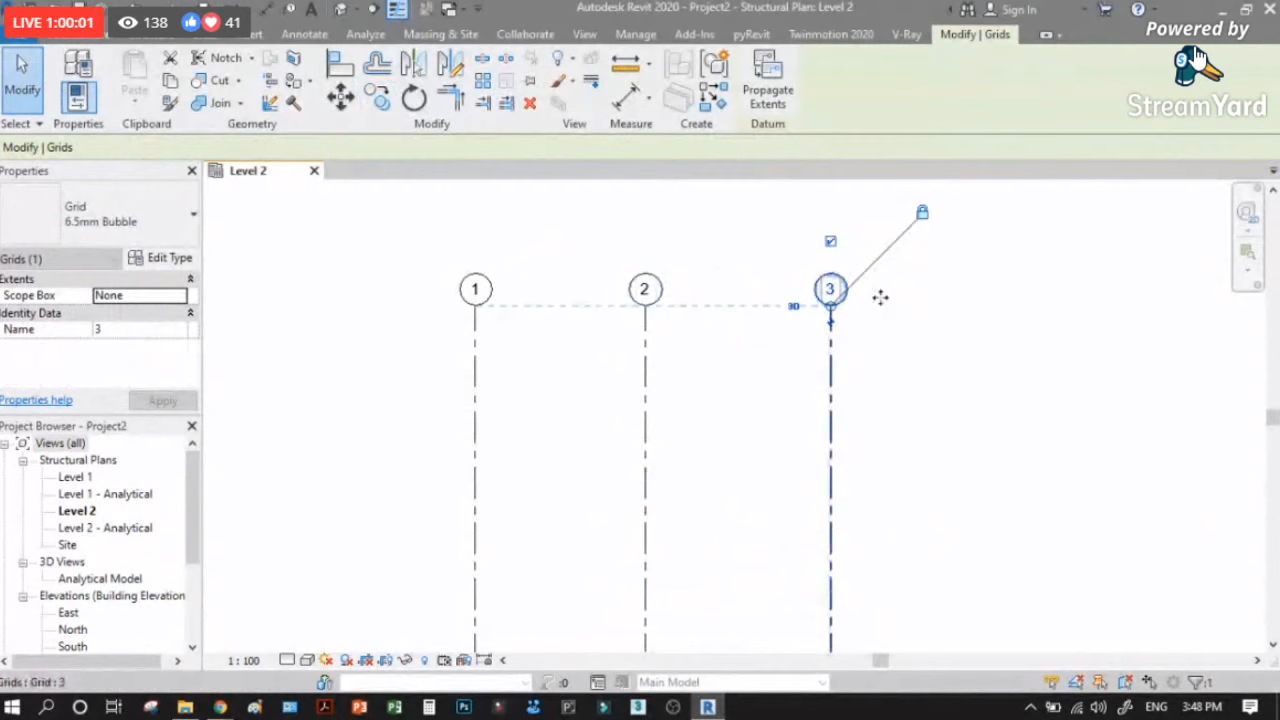 LIVE 1:00:01 138 41
Autodesk Revit 2020 - Project2 - Structural Plan: Level 2
Sign In
Annotate Analyze Massing & Site Collaborate View Manage Add-Ins pyRevit Twinmotion 2020 V-Ray Modify | Grids
Powered by
StreamYard
Modify
Paste
Notch
Cut
Join
Propagate
Extents
Select Properties Clipboard Geometry Modify View Measure Create Datum
Modify | Grids
Properties
Level 2
Grid
6.5mm Bubble
Grids (1)
Edit Type
Extents
Scope Box None
Identity Data
Name 3
Properties help
Apply
1 2 3
3D
Project Browser - Project2
Views (all)
Structural Plans
Level 1
Level 1 - Analytical
Level 2
Level 2 - Analytical
Site
3D Views
Analytical Model
Elevations (Building Elevation
East
North
South
1 : 100
Grids : Grid : 3
:0
Main Model
:1
ENG 3:48 PM